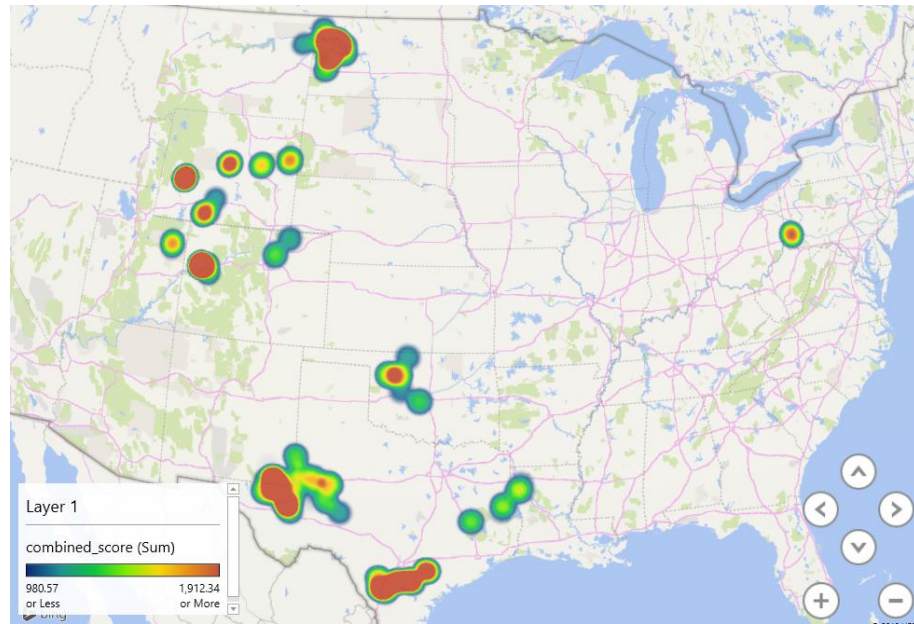 Layer 1
combined_score (Sum)
980.57
or Less
1,912.34
or More
bing